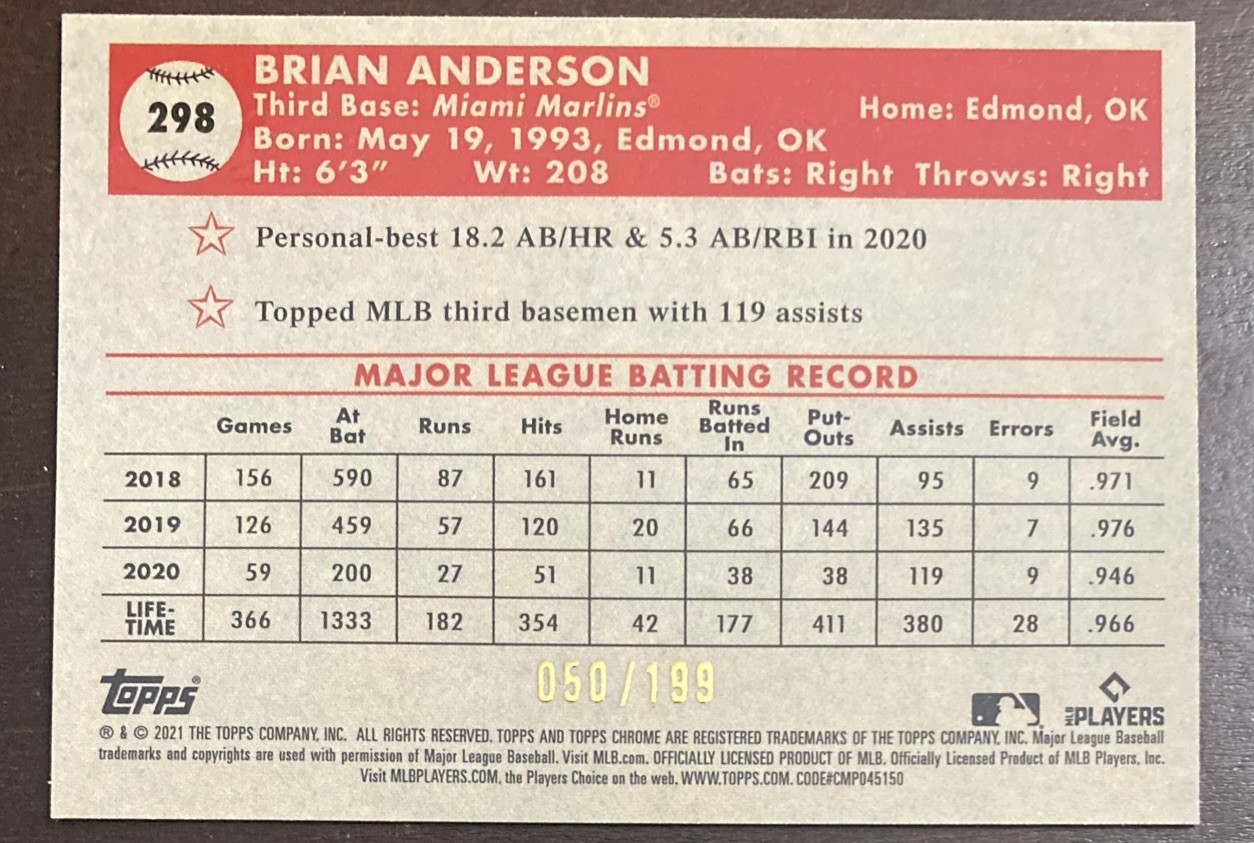 298
BRIAN ANDERSON
Third Base: Miami Marlins® Home: Edmond, OK
Born: May 19, 1993, Edmond, OK
Ht: 6'3" Wt: 208 Bats: Right Throws: Right
Personal-best 18.2 AB/HR & 5.3 AB/RBI in 2020
Topped MLB third basemen with 119 assists
MAJOR LEAGUE BATTING RECORD
Games At Bat Runs Hits Home Runs Runs Batted In Put-Outs Assists Errors Field Avg.
2018 156 590 87 161 11 65 209 95 9 .971
2019 126 459 57 120 20 66 144 135 7 .976
2020 59 200 27 51 11 38 38 119 9 .946
LIFE-TIME 366 1333 182 354 42 177 411 380 28 .966
050/199
Topps®
MLB PLAYERS
® & © 2021 THE TOPPS COMPANY, INC. ALL RIGHTS RESERVED. TOPPS AND TOPPS CHROME ARE REGISTERED TRADEMARKS OF THE TOPPS COMPANY, INC. Major League Baseball
trademarks and copyrights are used with permission of Major League Baseball. Visit MLB.com. OFFICIALLY LICENSED PRODUCT OF MLB. Officially Licensed Product of MLB Players, Inc.
Visit MLBPLAYERS.COM, the Players Choice on the web. WWW.TOPPS.COM. CODE#CMP045150